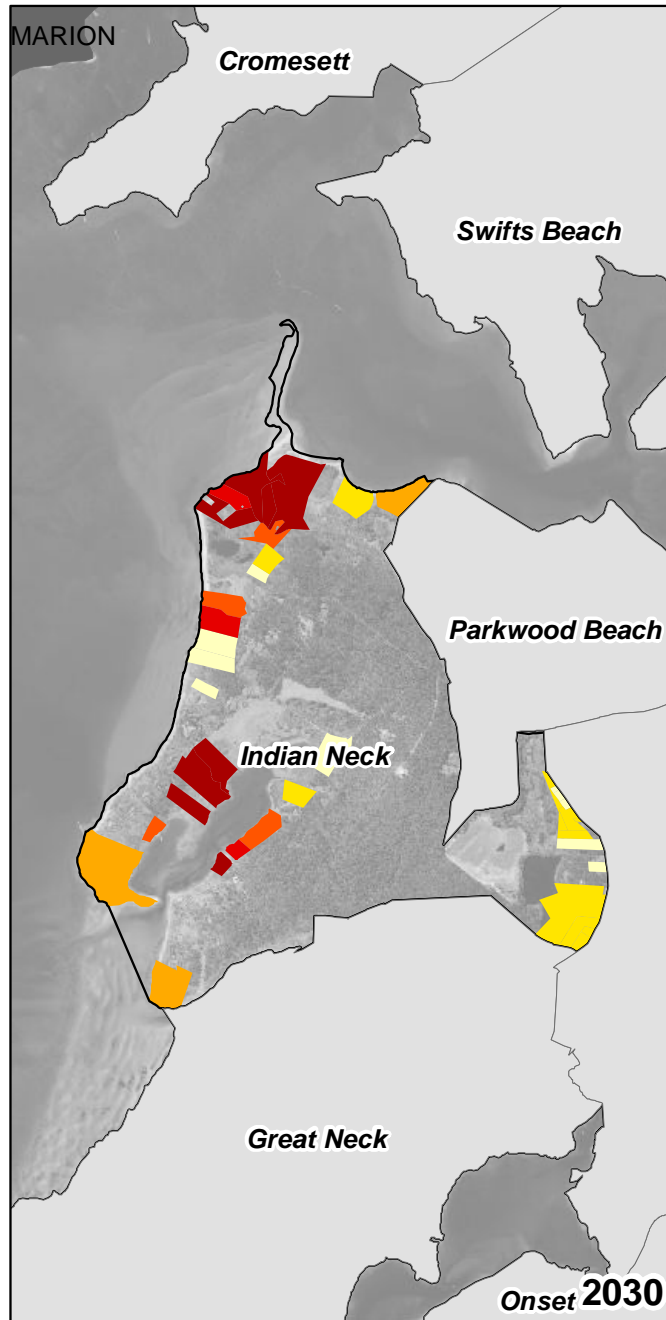 MARION
Cromesett
Swifts Beach
Parkwood Beach
Indian Neck
Great Neck
Onset 2030